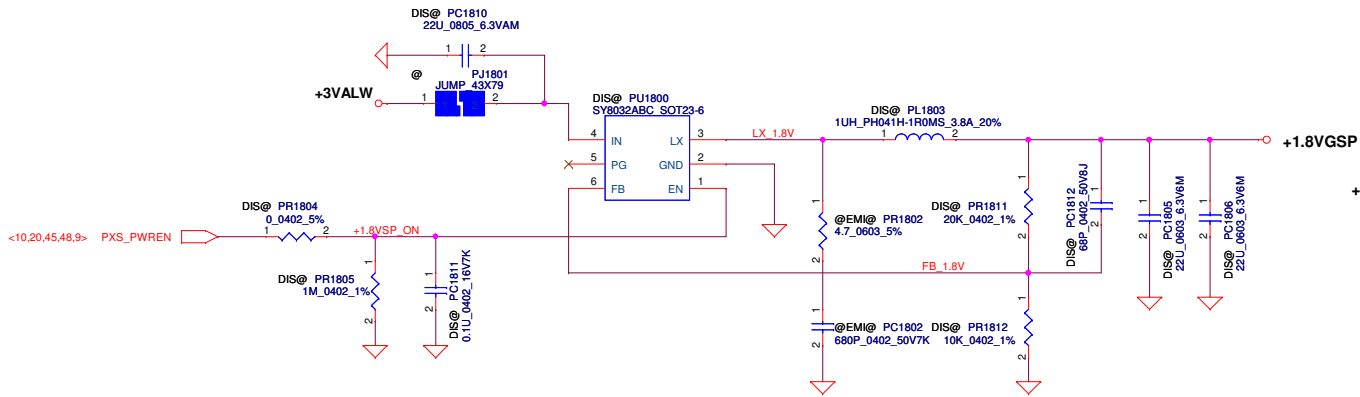 DIS@ PC1810
22U_0805_6.3VAM
1 2
@ PJ1801
JUMP_43X79
+3VALW
1 2
1 2
DIS@ PU1800
SY8032ABC_SOT23-6
4 IN LX 3
5 PG GND 2
6 FB EN 1
LX_1.8V
DIS@ PL1803
1UH_PH041H-1R0MS_3.8A_20%
1 2
+1.8VGSP
+
DIS@ PR1804
0_0402_5%
1 2
<10,20,45,48,9> PXS_PWREN
+1.8VSP_ON
DIS@ PR1805
1M_0402_1%
1
2
DIS@ PC1811
0.1U_0402_16V7K
1
2
@EMI@ PR1802
4.7_0603_5%
1
2
FB_1.8V
@EMI@ PC1802
680P_0402_50V7K
1
2
DIS@ PR1811
20K_0402_1%
1
2
DIS@ PR1812
10K_0402_1%
1
2
DIS@ PC1812
68P_0402_50V8J
1
2
DIS@ PC1805
22U_0603_6.3V6M
1
2
DIS@ PC1806
22U_0603_6.3V6M
1
2